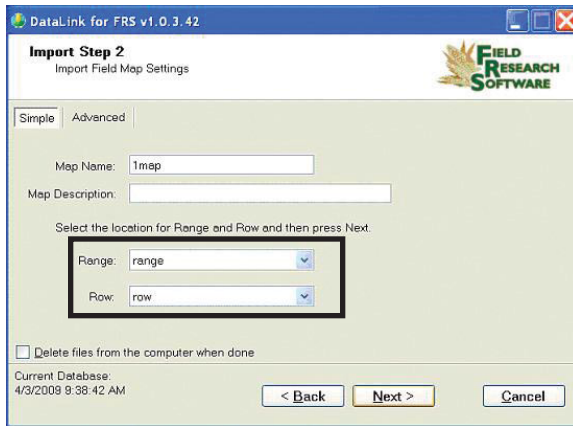 DataLink for FRS v1.0.3.42
Import Step 2
Import Field Map Settings
FIELD
RESEARCH
SOFTWARE
Simple Advanced
Map Name: 1map
Map Description:
Select the location for Range and Row and then press Next.
Range: range
Row: row
Delete files from the computer when done
Current Database:
4/3/2009 9:38:42 AM
< Back Next > Cancel